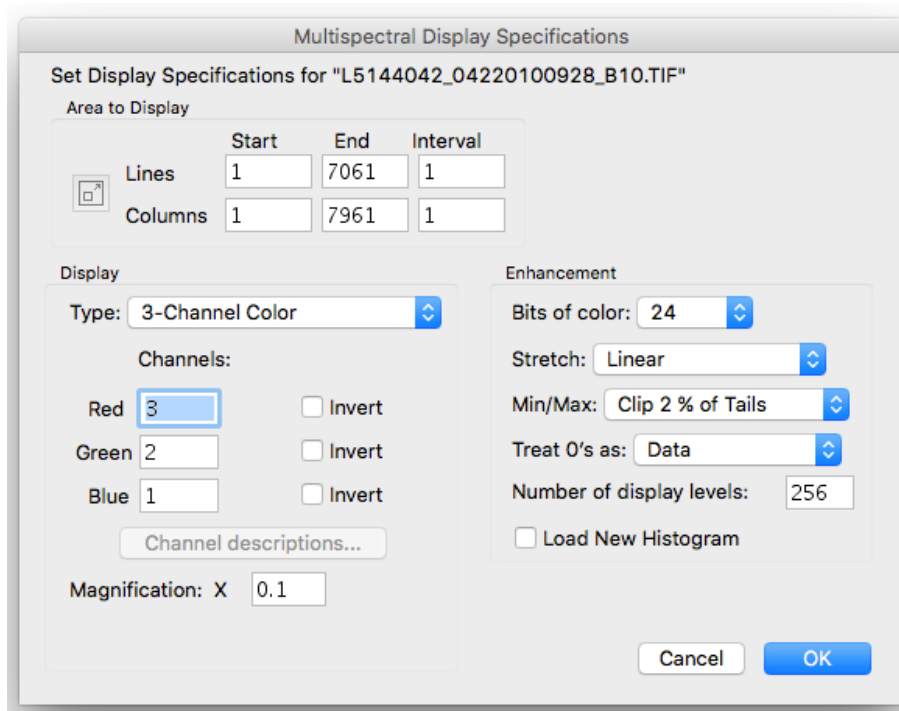 Multispectral Display Specifications
Set Display Specifications for "L5144042_04220100928_B10.TIF"
Area to Display
Start End Interval
Lines 1 7061 1
Columns 1 7961 1
Display
Type: 3-Channel Color
Channels:
Red 3 Invert
Green 2 Invert
Blue 1 Invert
Channel descriptions...
Magnification: X 0.1
Enhancement
Bits of color: 24
Stretch: Linear
Min/Max: Clip 2 % of Tails
Treat 0's as: Data
Number of display levels: 256
Load New Histogram
Cancel OK